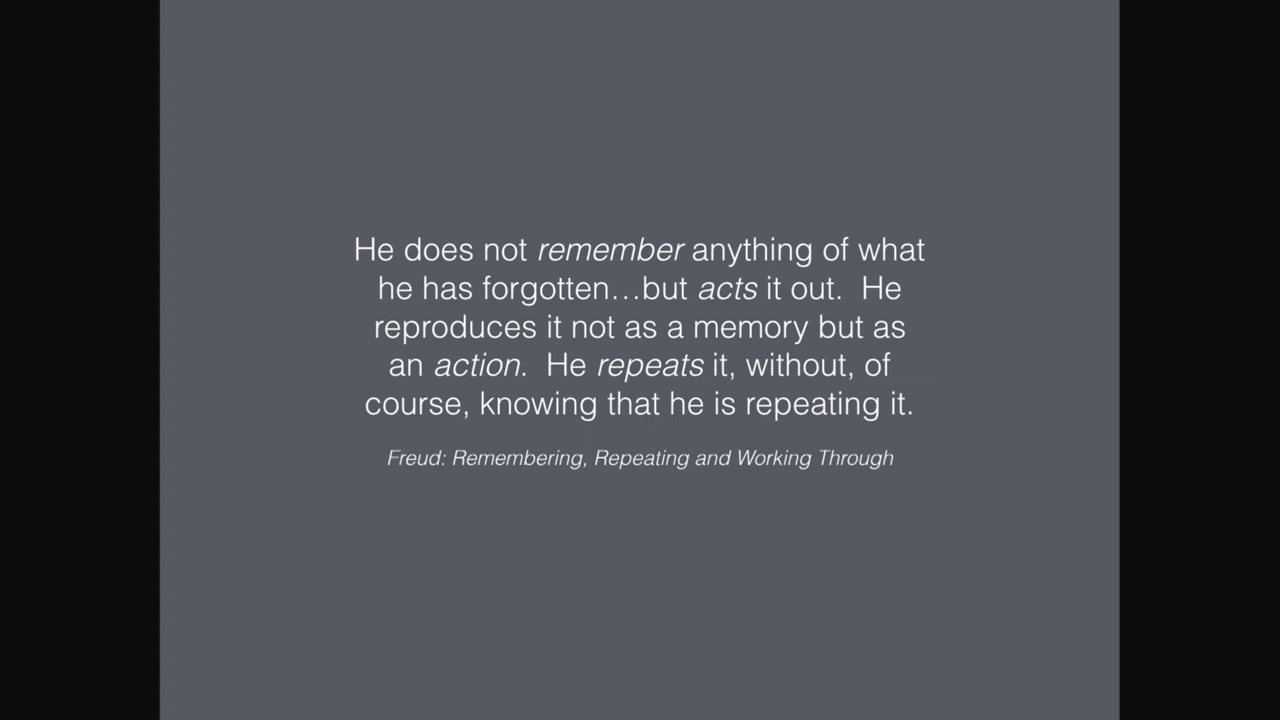 He does not remember anything of what
he has forgotten…but acts it out.  He
reproduces it not as a memory but as
an action.  He repeats it, without, of
course, knowing that he is repeating it.
Freud: Remembering, Repeating and Working Through